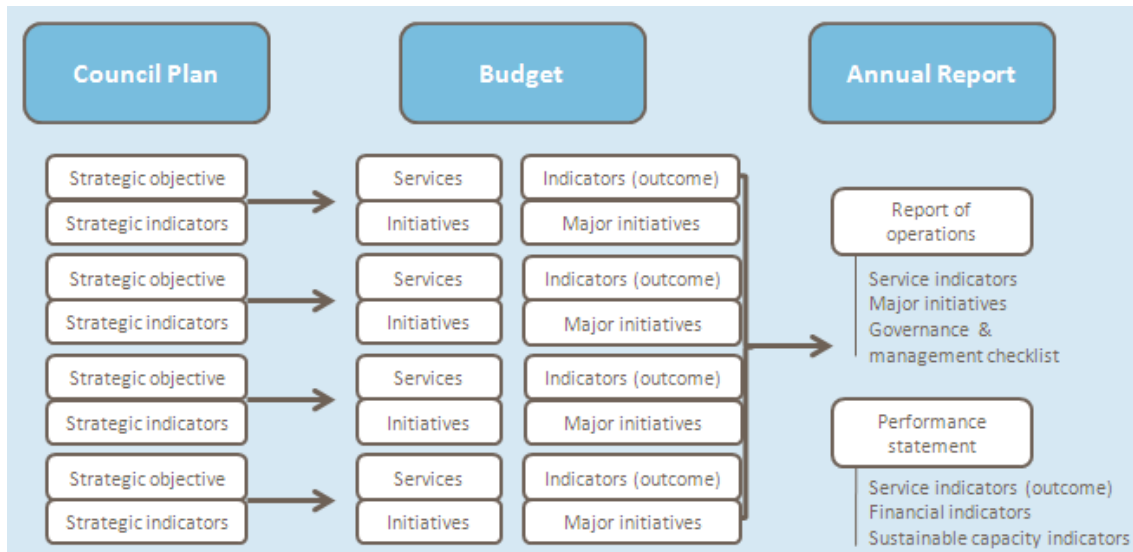 Council Plan
Budget
Annual Report
Strategic objective
Strategic indicators
Services
Initiatives
Indicators (outcome)
Major initiatives
Strategic objective
Strategic indicators
Services
Initiatives
Indicators (outcome)
Major initiatives
Strategic objective
Strategic indicators
Services
Initiatives
Indicators (outcome)
Major initiatives
Strategic objective
Strategic indicators
Services
Initiatives
Indicators (outcome)
Major initiatives
Report of
operations
Service indicators
Major initiatives
Governance &
management checklist
Performance
statement
Service indicators (outcome)
Financial indicators
Sustainable capacity indicators